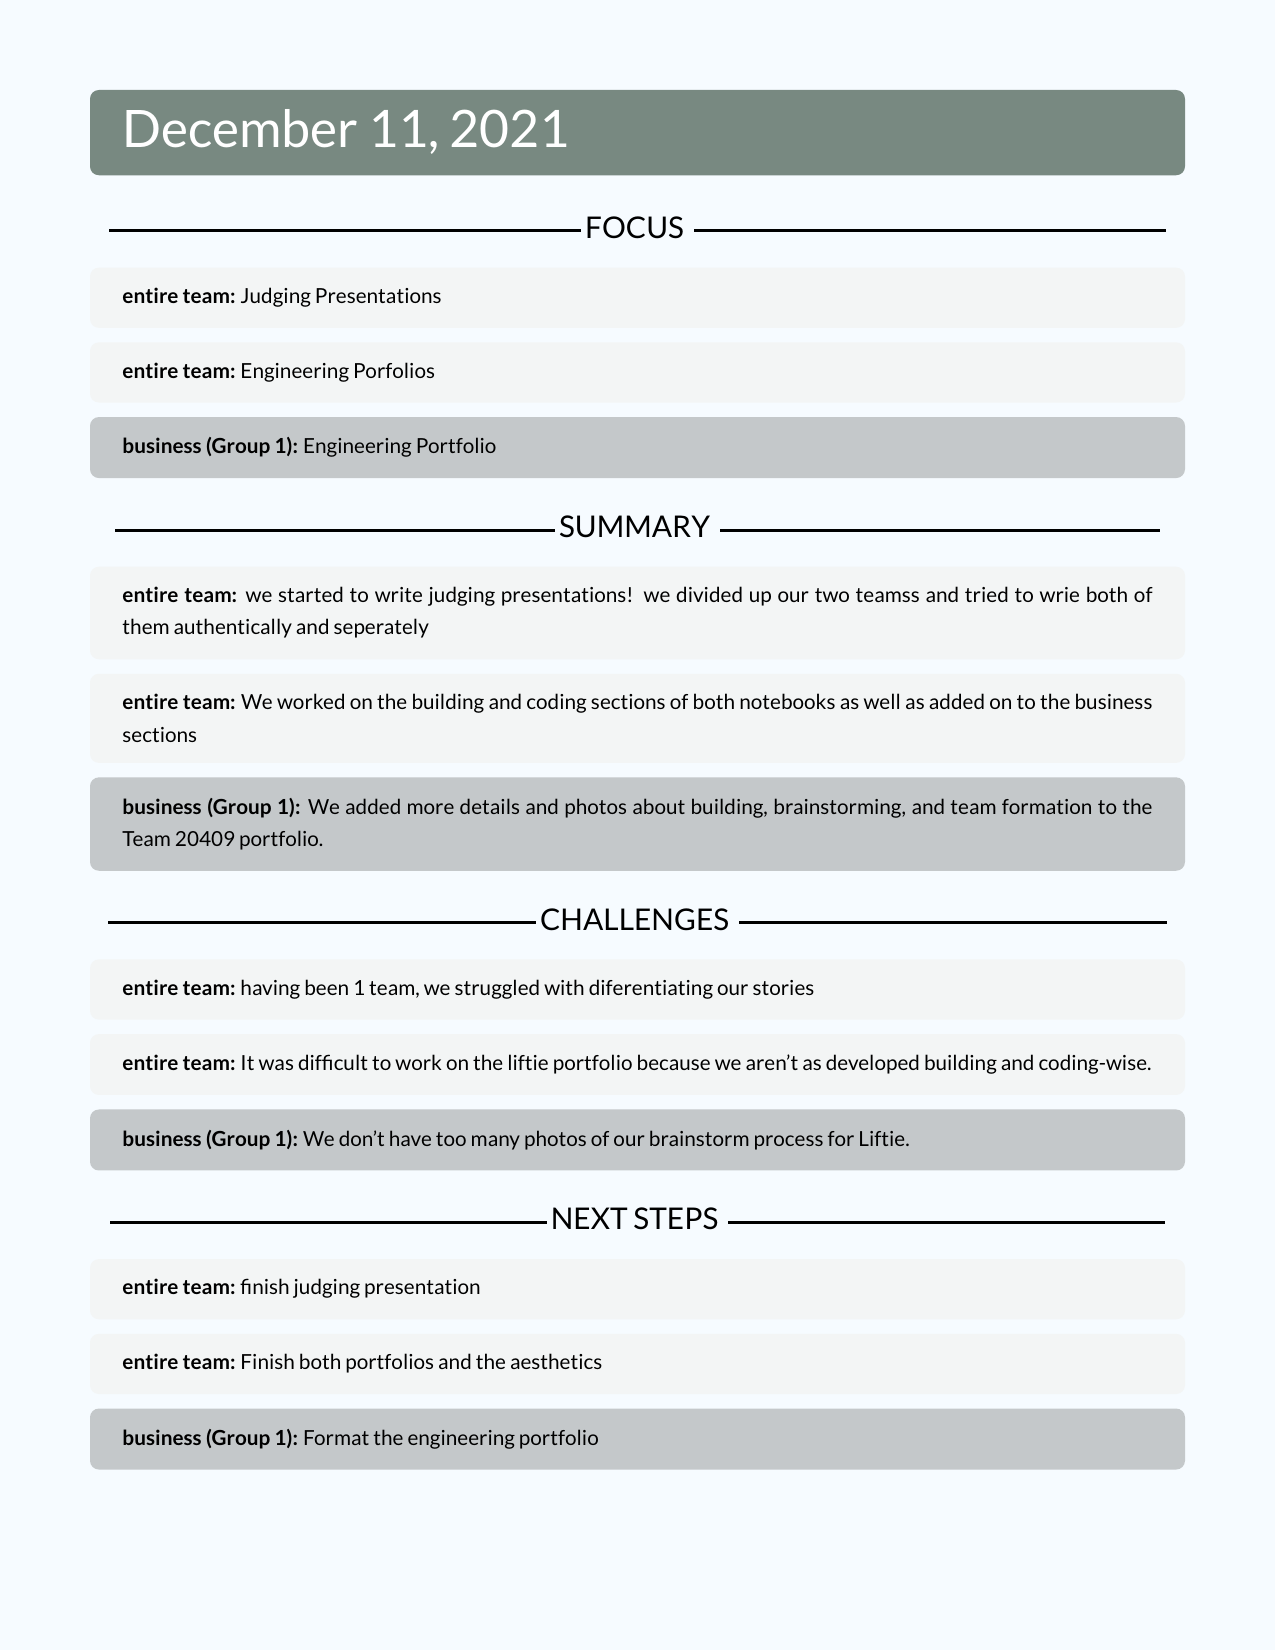 December 11, 2021
FOCUS
entire team: Judging Presentations
entire team: Engineering Porfolios
business (Group 1): Engineering Portfolio
SUMMARY
entire team: we started to write judging presentations! we divided up our two teamss and tried to wrie both of
them authentically and seperately
entire team: We worked on the building and coding sections of both notebooks as well as added on to the business
sections
business (Group 1): We added more details and photos about building, brainstorming, and team formation to the
Team 20409 portfolio.
CHALLENGES
entire team: having been 1 team, we struggled with diferentiating our stories
entire team: It was difficult to work on the liftie portfolio because we aren’t as developed building and coding-wise.
business (Group 1): We don’t have too many photos of our brainstorm process for Liftie.
NEXT STEPS
entire team: finish judging presentation
entire team: Finish both portfolios and the aesthetics
business (Group 1): Format the engineering portfolio